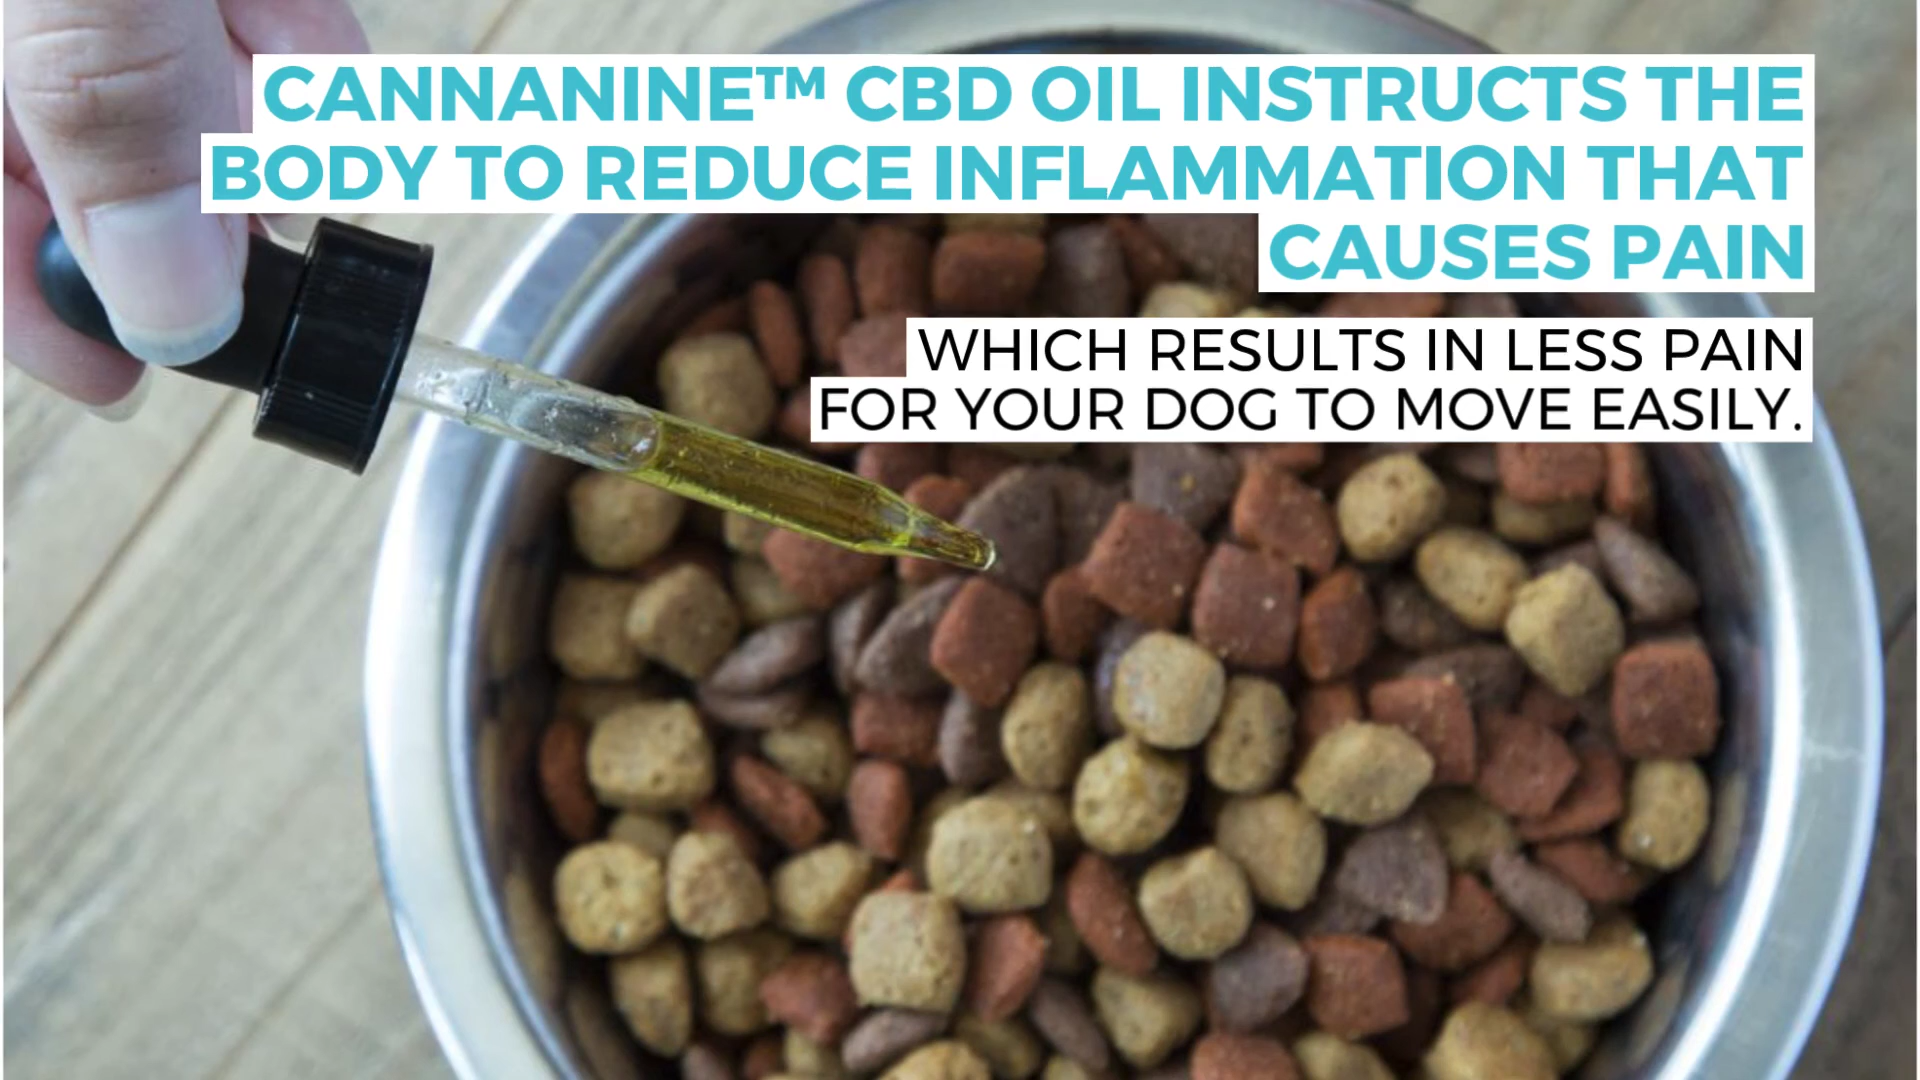 CANNANINE™ CBD OIL INSTRUCTS THE
BODY TO REDUCE INFLAMMATION THAT
CAUSES PAIN
WHICH RESULTS IN LESS PAIN
FOR YOUR DOG TO MOVE EASILY.